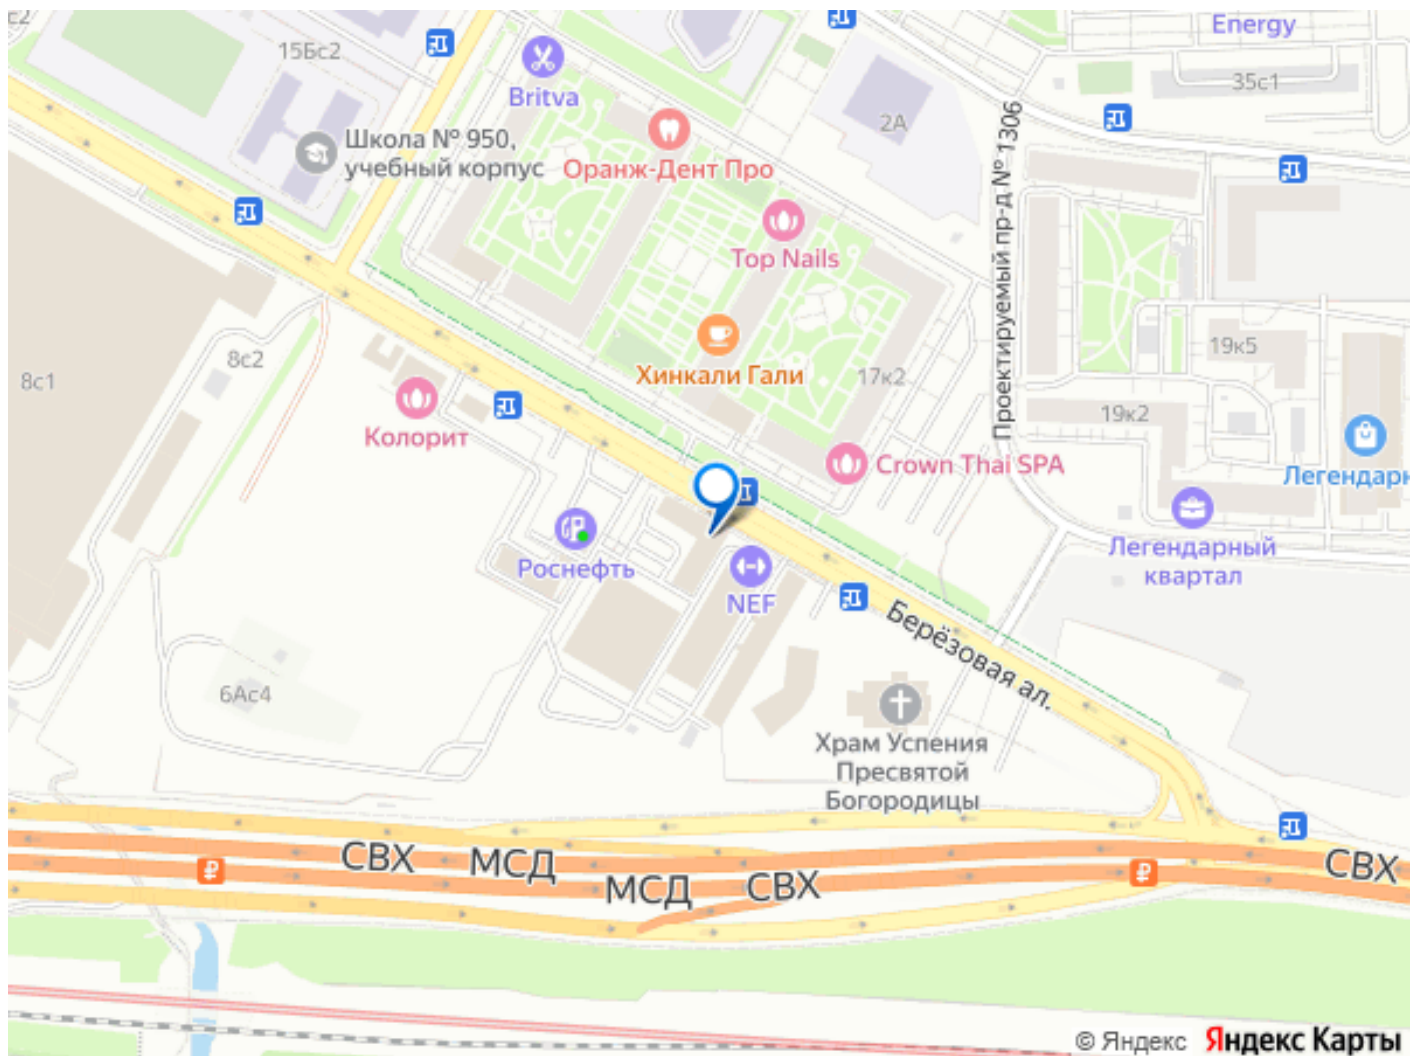 с2
Energy
15Бс2
Britva
35с1
2А
Школа № 950,
учебный корпус
Оранж-Дент Про
Проектируемый пр-д № 1306
Top Nails
8с2
8с1
Хинкали Гали
17к2
19к5
19к2
Колорит
Crown Thai SPA
Легендарн
Роснефть
Легендарный
квартал
NEF
Берёзовая ал.
6Ас4
Храм Успения
Пресвятой
Богородицы
СВХ
МСД
МСД
СВХ
СВХ
© Яндекс Яндекс Карты